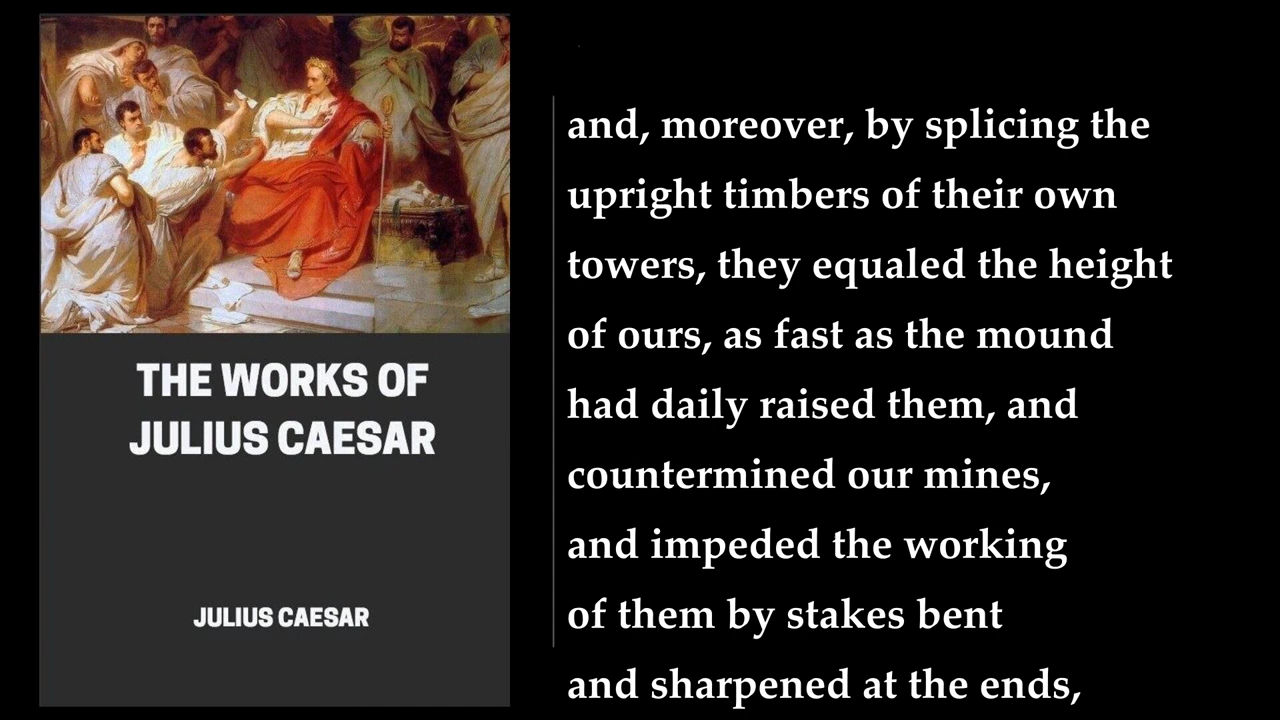 THE WORKS OF
JULIUS CAESAR
JULIUS CAESAR
and, moreover, by splicing the
upright timbers of their own
towers, they equaled the height
of ours, as fast as the mound
had daily raised them, and
countermined our mines,
and impeded the working
of them by stakes bent
and sharpened at the ends,